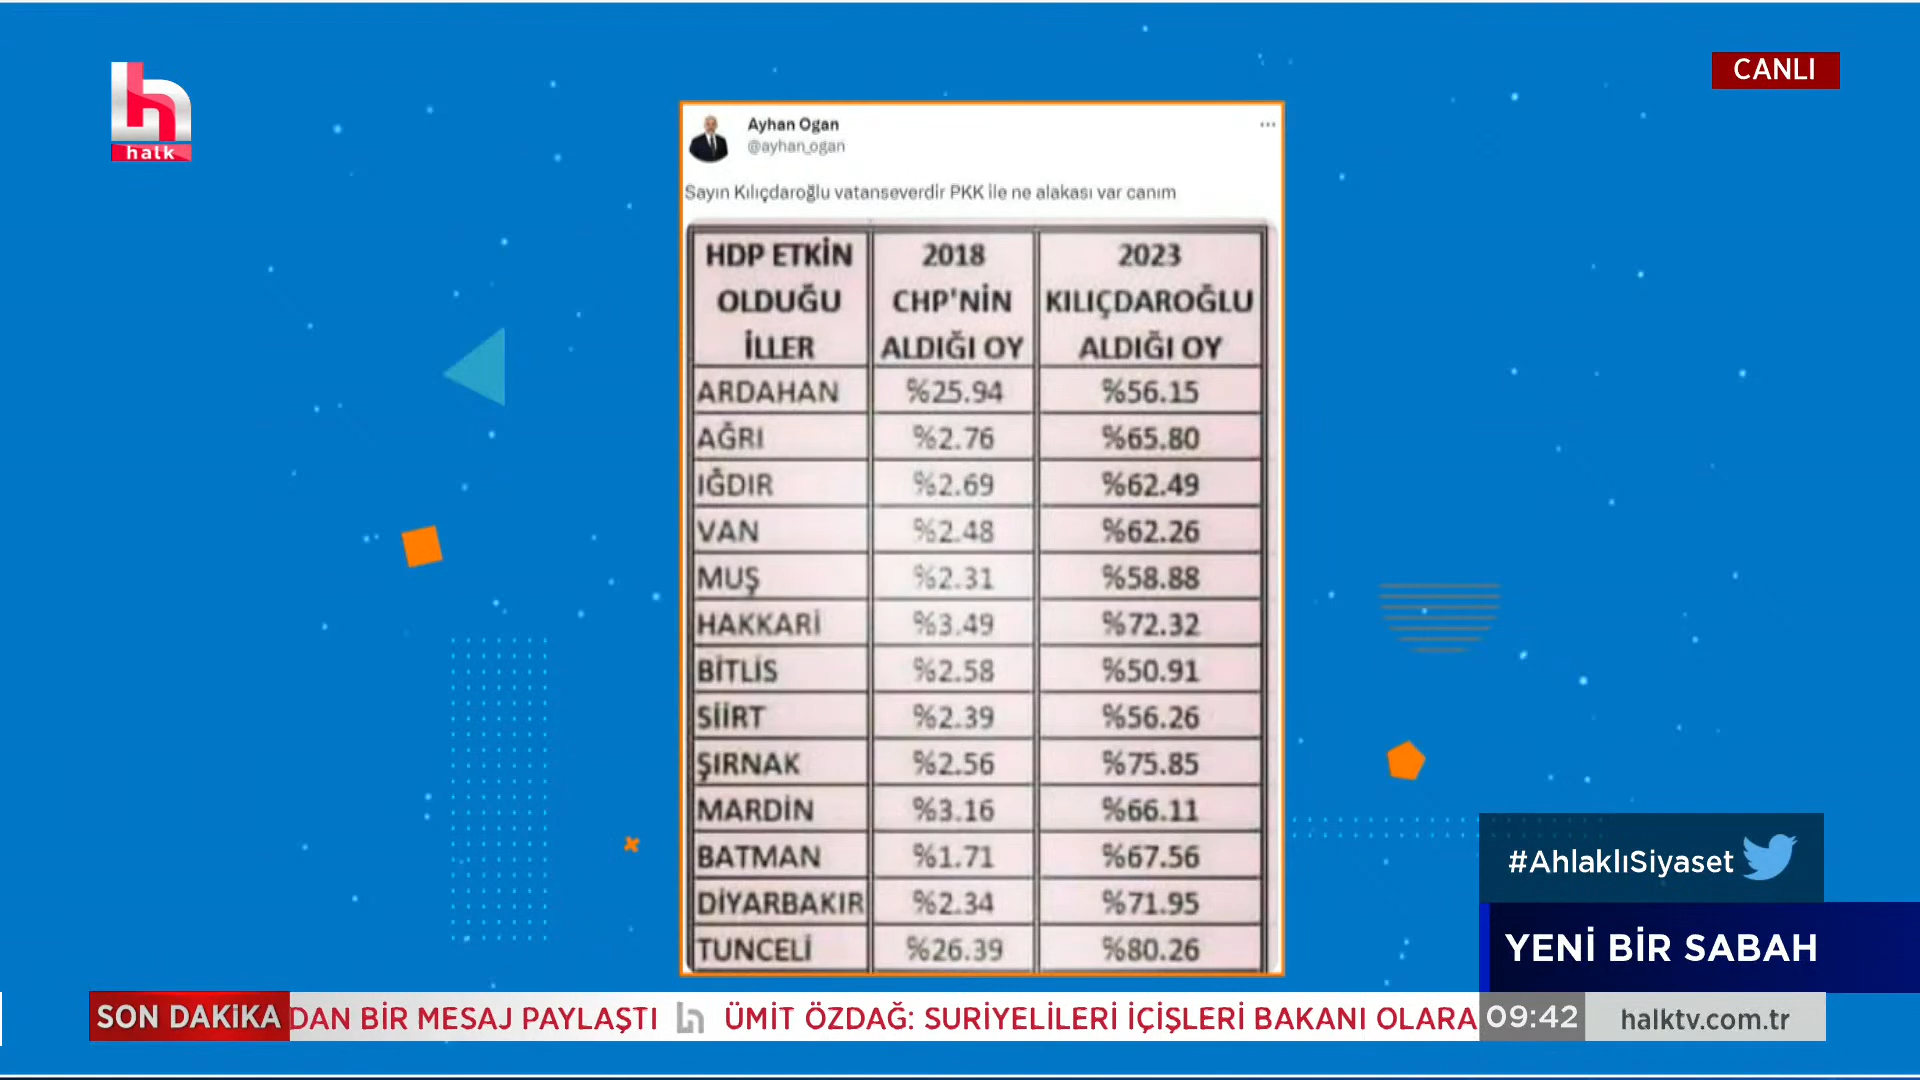 halk
CANLI
Ayhan Ogan
@ayhan_ogan
Sayın Kılıçdaroğlu vatanseverdir PKK ile ne alakası var canım
HDP ETKİN OLDUĞU İLLER 2018 CHP'NİN ALDIĞI OY 2023 KILIÇDAROĞLU ALDIĞI OY
ARDAHAN %25.94 %56.15
AĞRI %2.76 %65.80
IĞDIR %2.69 %62.49
VAN %2.48 %62.26
MUŞ %2.31 %58.88
HAKKARİ %3.49 %72.32
BİTLİS %2.58 %50.91
SİİRT %2.39 %56.26
ŞIRNAK %2.56 %75.85
MARDİN %3.16 %66.11
BATMAN %1.71 %67.56
DİYARBAKIR %2.34 %71.95
TUNCELİ %26.39 %80.26
#AhlaklıSiyaset
YENİ BİR SABAH
SON DAKİKA DAN BİR MESAJ PAYLAŞTI ÜMİT ÖZDAĞ: SURİYELİLERİ İÇİŞLERİ BAKANI OLARA 09:42 halktv.com.tr